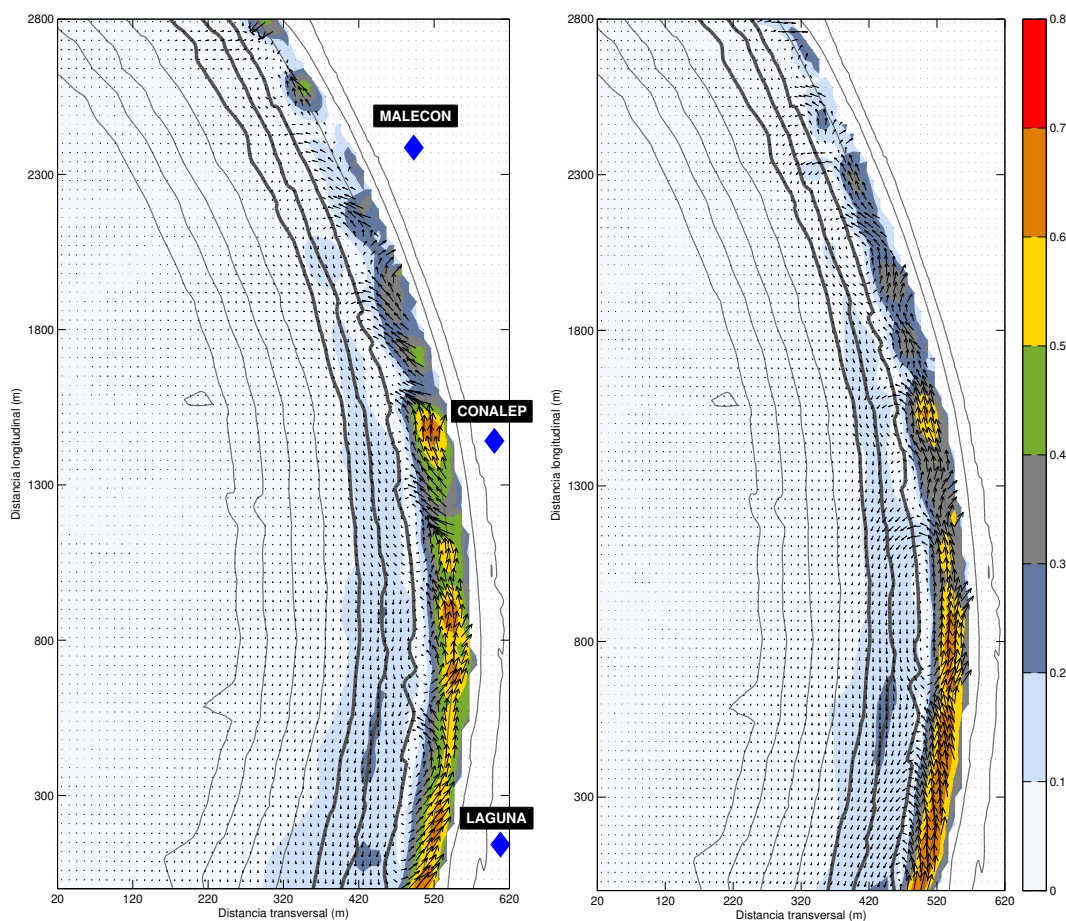 2800
2300
1800
1300
800
300
Distancia longitudinal (m)
MALECON
CONALEP
LAGUNA
20 120 220 320 420 520 620
Distancia transversal (m)
2800
2300
1800
1300
800
300
Distancia longitudinal (m)
20 120 220 320 420 520 620
Distancia transversal (m)
0.8
0.7
0.6
0.5
0.4
0.3
0.2
0.1
0